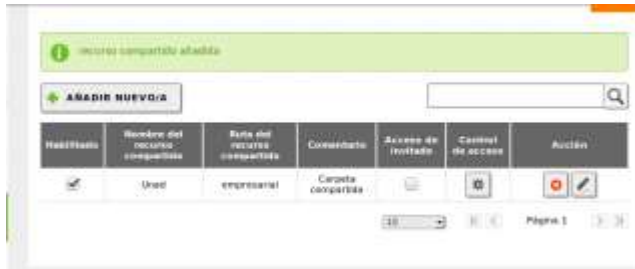 recurso compartido añadido
AÑADIR NUEVO/A
Habilitado
Nombre del
recurso
compartido
Ruta del
recurso
compartido
Comentario
Acceso de
invitado
Control
de acceso
Acción
Uned
empresarial
Carpeta
compartida
10
Página 1